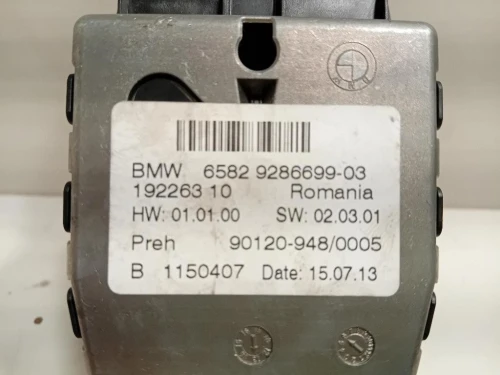 BMW 6582 9286699-03
192263 10 Romania
HW: 01.01.00 SW: 02.03.01
Preh 90120-948/0005
B 1150407 Date: 15.07.13